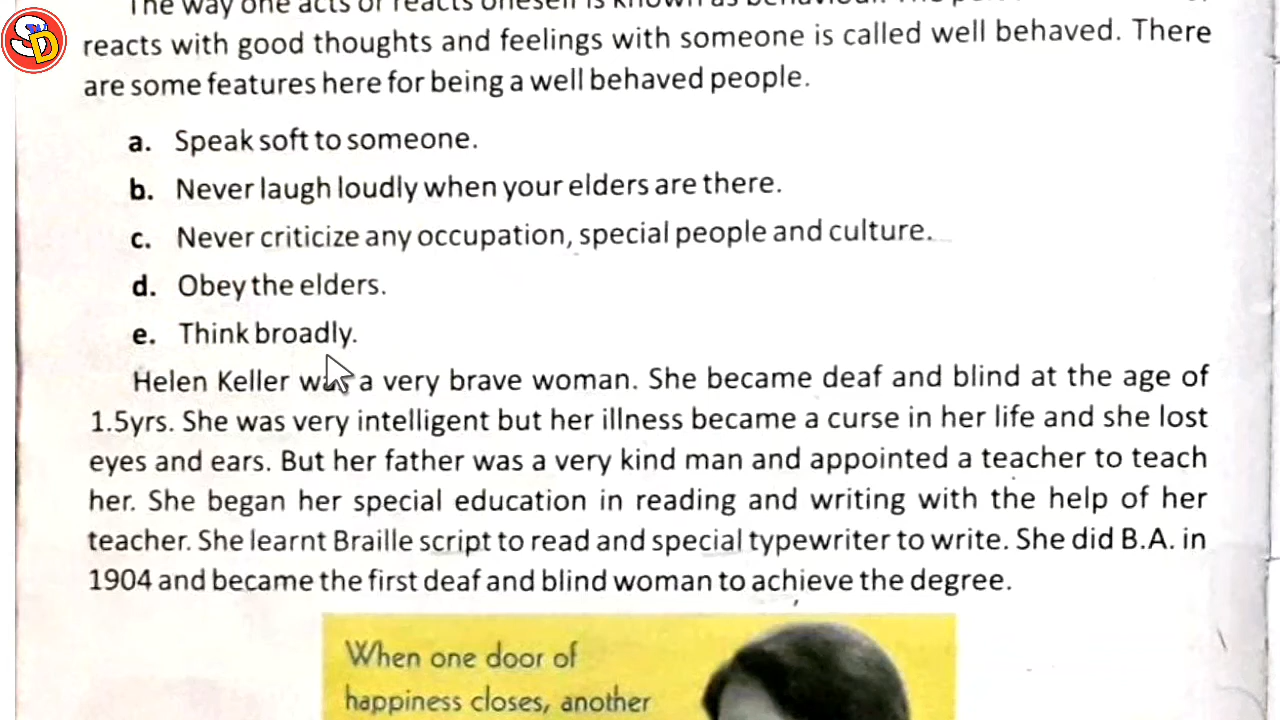 SD
The way one acts or reacts oneself is known as behaviour. The
reacts with good thoughts and feelings with someone is called well behaved. There
are some features here for being a well behaved people.
a. Speak soft to someone.
b. Never laugh loudly when your elders are there.
c. Never criticize any occupation, special people and culture.
d. Obey the elders.
e. Think broadly.
Helen Keller was a very brave woman. She became deaf and blind at the age of
1.5yrs. She was very intelligent but her illness became a curse in her life and she lost
eyes and ears. But her father was a very kind man and appointed a teacher to teach
her. She began her special education in reading and writing with the help of her
teacher. She learnt Braille script to read and special typewriter to write. She did B.A. in
1904 and became the first deaf and blind woman to achieve the degree.
When one door of
happiness closes, another